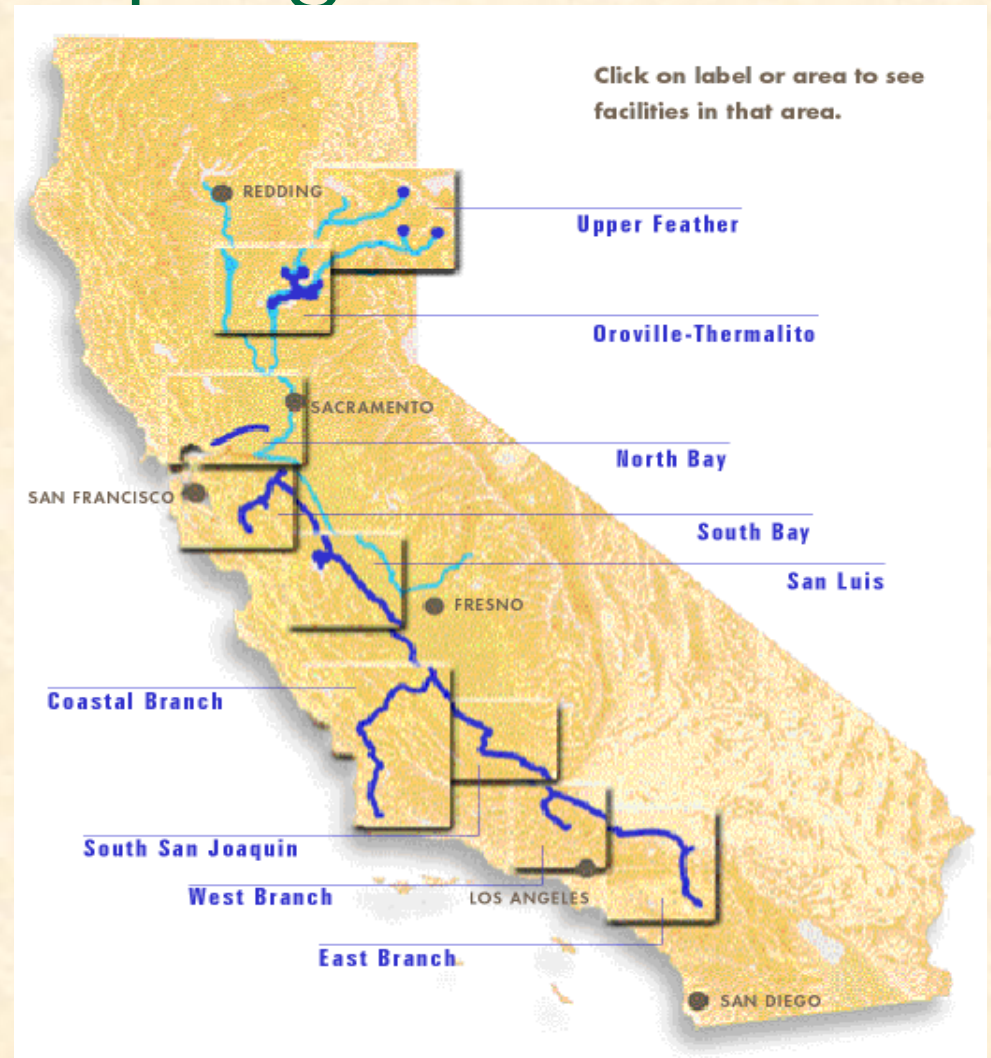 Click on label or area to see
facilities in that area.
REDDING
Upper Feather
Oroville-Thermalito
SACRAMENTO
North Bay
SAN FRANCISCO
South Bay
San Luis
FRESNO
Coastal Branch
South San Joaquin
West Branch
LOS ANGELES
East Branch
SAN DIEGO